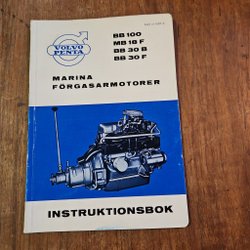 VOLVO
PENTA
BB 100
MB 18 F
BB 30 B
BB 30 F
MARINA
FÖRGASARMOTORER
INSTRUKTIONSBOK